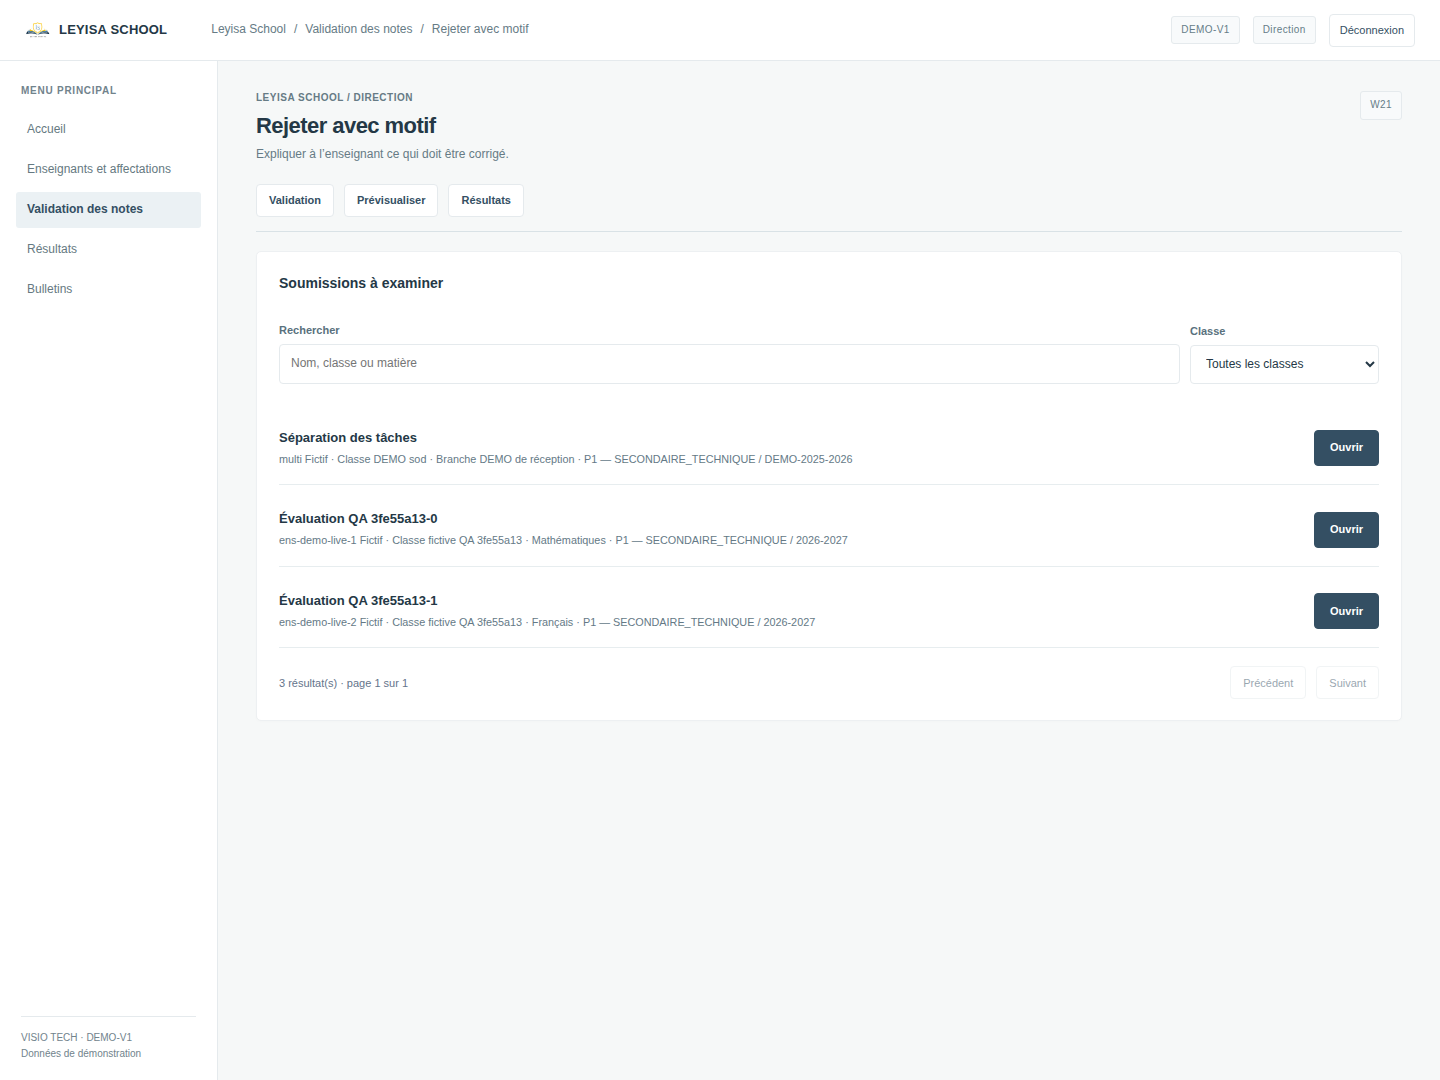 LEYISA SCHOOL
Leyisa School / Validation des notes / Rejeter avec motif
DEMO-V1
Direction
Déconnexion
MENU PRINCIPAL
Accueil
Enseignants et affectations
Validation des notes
Résultats
Bulletins
VISIO TECH · DEMO-V1
Données de démonstration
LEYISA SCHOOL / DIRECTION
W21
Rejeter avec motif
Expliquer à l’enseignant ce qui doit être corrigé.
Validation
Prévisualiser
Résultats
Soumissions à examiner
Rechercher
Classe
Nom, classe ou matière
Toutes les classes
Séparation des tâches
multi Fictif · Classe DEMO sod · Branche DEMO de réception · P1 — SECONDAIRE_TECHNIQUE / DEMO-2025-2026
Ouvrir
Évaluation QA 3fe55a13-0
ens-demo-live-1 Fictif · Classe fictive QA 3fe55a13 · Mathématiques · P1 — SECONDAIRE_TECHNIQUE / 2026-2027
Ouvrir
Évaluation QA 3fe55a13-1
ens-demo-live-2 Fictif · Classe fictive QA 3fe55a13 · Français · P1 — SECONDAIRE_TECHNIQUE / 2026-2027
Ouvrir
3 résultat(s) · page 1 sur 1
Précédent
Suivant